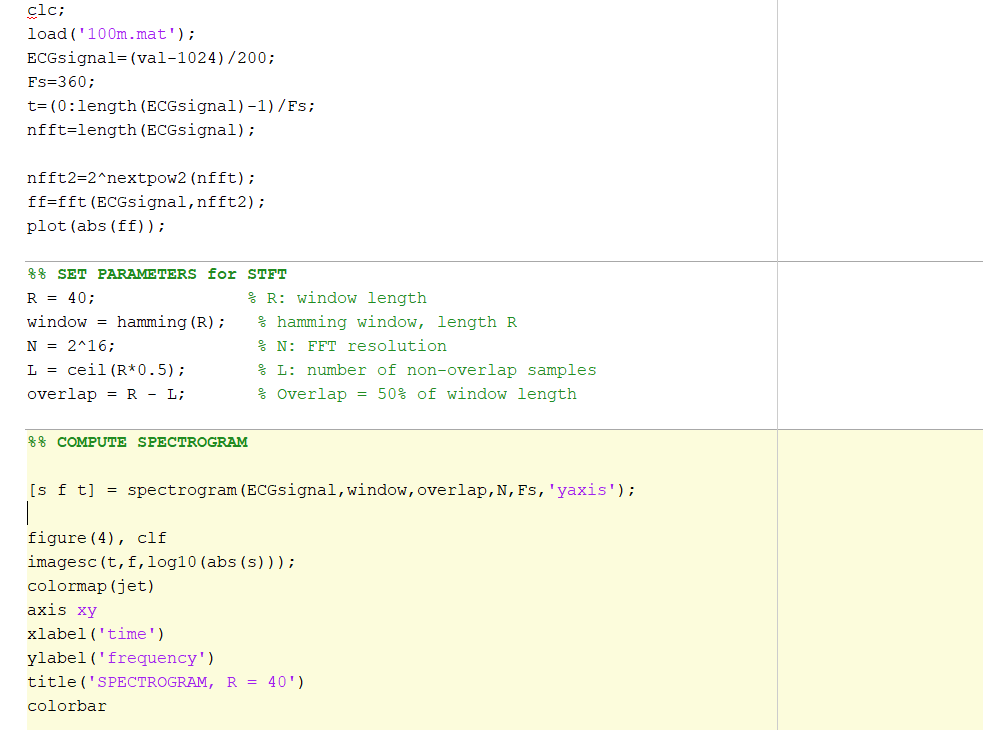 clc;
load('100m.mat');
ECGsignal=(val-1024)/200;
Fs=360;
t=(0:length(ECGsignal)-1)/Fs;
nfft=length(ECGsignal);
nfft2=2^nextpow2(nfft);
ff=fft(ECGsignal,nfft2);
plot(abs(ff));
%% SET PARAMETERS for STFT
R = 40; % R: window length
window = hamming(R); % hamming window, length R
N = 2^16; % N: FFT resolution
L = ceil(R*0.5); % L: number of non-overlap samples
overlap = R - L; % Overlap = 50% of window length
%% COMPUTE SPECTROGRAM
[s f t] = spectrogram(ECGsignal,window,overlap,N,Fs,'yaxis');
figure(4), clf
imagesc(t,f,log10(abs(s)));
colormap(jet)
axis xy
xlabel('time')
ylabel('frequency')
title('SPECTROGRAM, R = 40')
colorbar